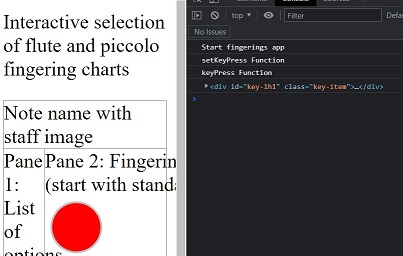 Interactive selection
of flute and piccolo
fingering charts
Note name with
staff image
Pane
1:
List
of
options
Pane 2: Fingerin
(start with standa
top
Filter
Defau
No Issues
Start fingerings app
setKeyPress Function
keyPress Function
<div id="key-lh1" class="key-item">…</div>